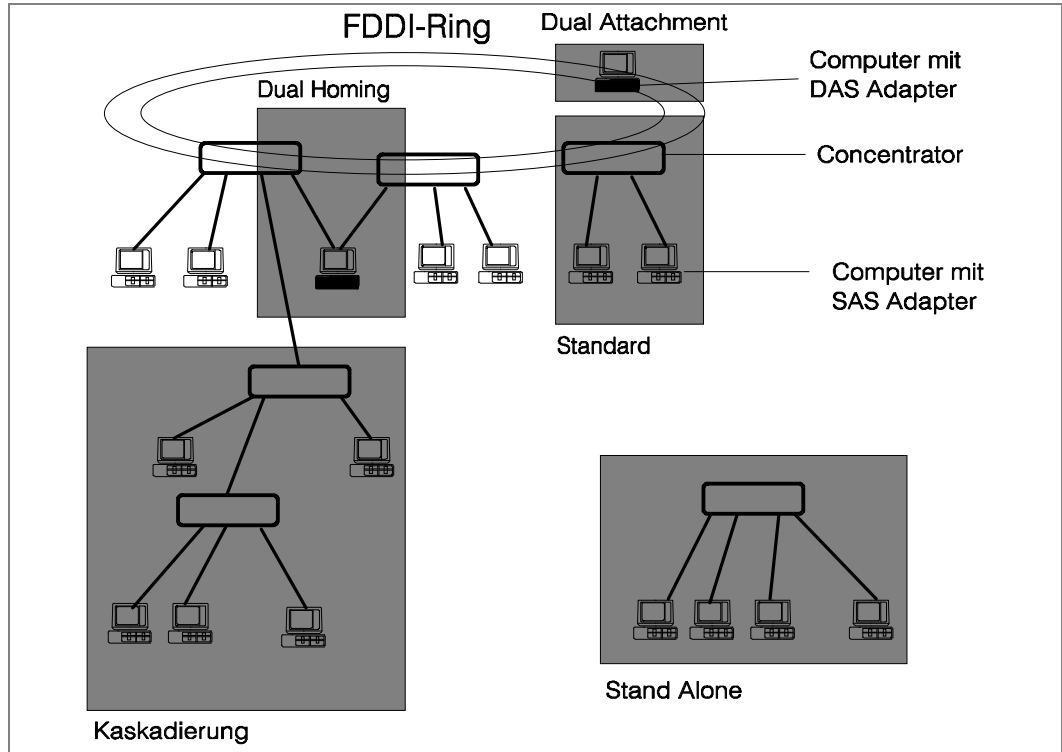 FDDI-Ring
Dual Attachment
Computer mit
DAS Adapter
Dual Homing
Concentrator
Computer mit
SAS Adapter
Standard
Stand Alone
Kaskadierung